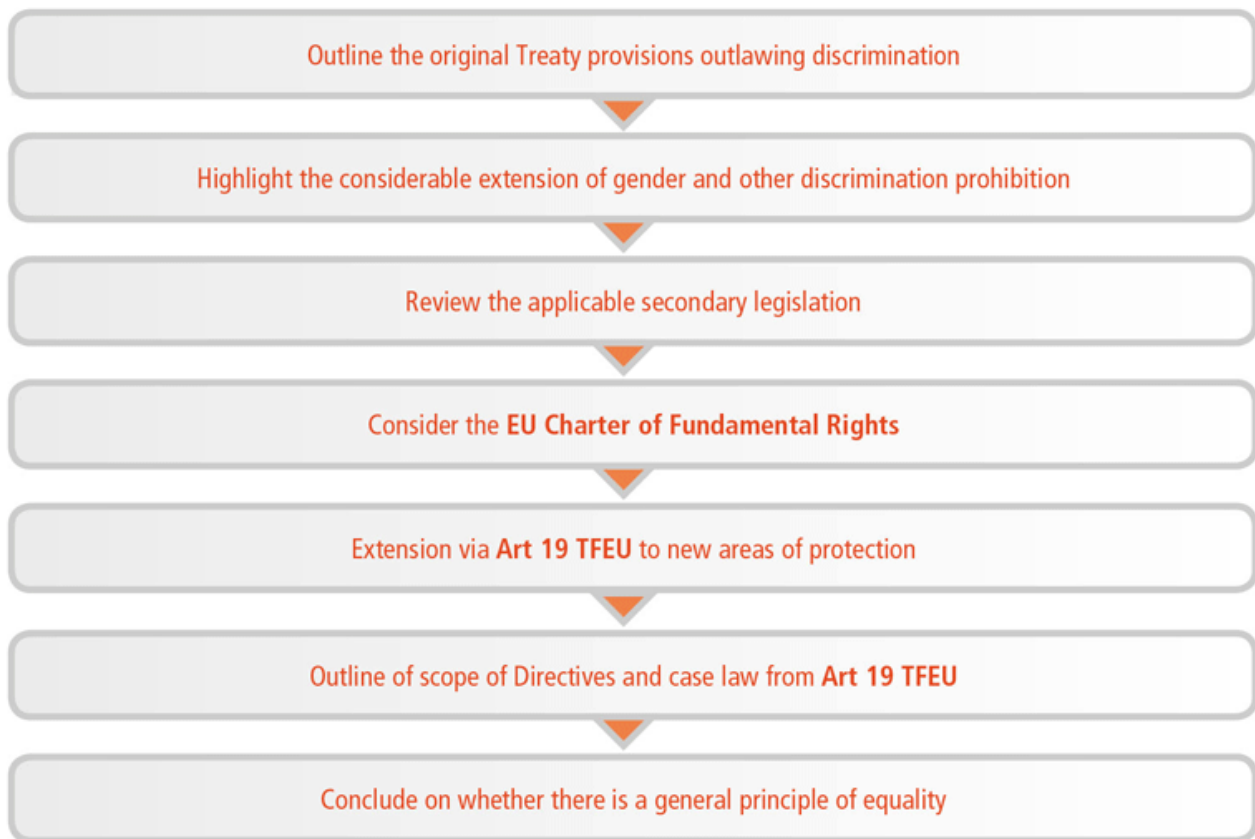 Outline the original Treaty provisions outlawing discrimination
Highlight the considerable extension of gender and other discrimination prohibition
Review the applicable secondary legislation
Consider the EU Charter of Fundamental Rights
Extension via Art 19 TFEU to new areas of protection
Outline of scope of Directives and case law from Art 19 TFEU
Conclude on whether there is a general principle of equality